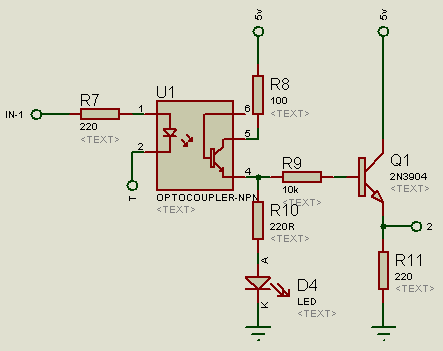 5v
5v
U1
R8
100
<TEXT>
R7
220
<TEXT>
IN-1
1
2
6
5
4
T
OPTOCOUPLER-NPN
<TEXT>
R9
10k
<TEXT>
Q1
2N3904
<TEXT>
R10
220R
<TEXT>
2
R11
220
<TEXT>
A
D4
LED
<TEXT>
K